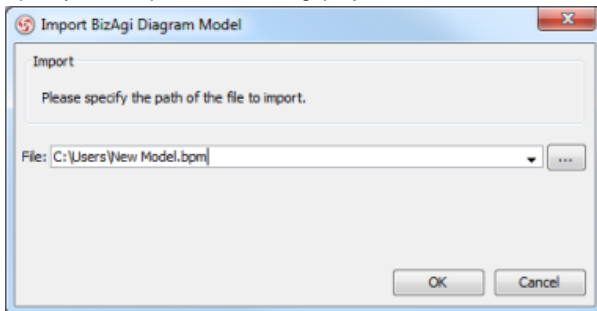 Import BizAgi Diagram Model
Import
Please specify the path of the file to import.
File: C:\Users\New Model.bpm
...
OK Cancel